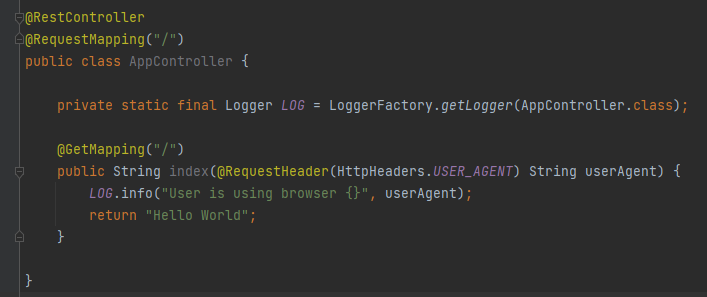 @RestController
@RequestMapping("/")
public class AppController {
private static final Logger LOG = LoggerFactory.getLogger(AppController.class);
@GetMapping("/")
public String index(@RequestHeader(HttpHeaders.USER_AGENT) String userAgent) {
LOG.info("User is using browser {}", userAgent);
return "Hello World";
}
}